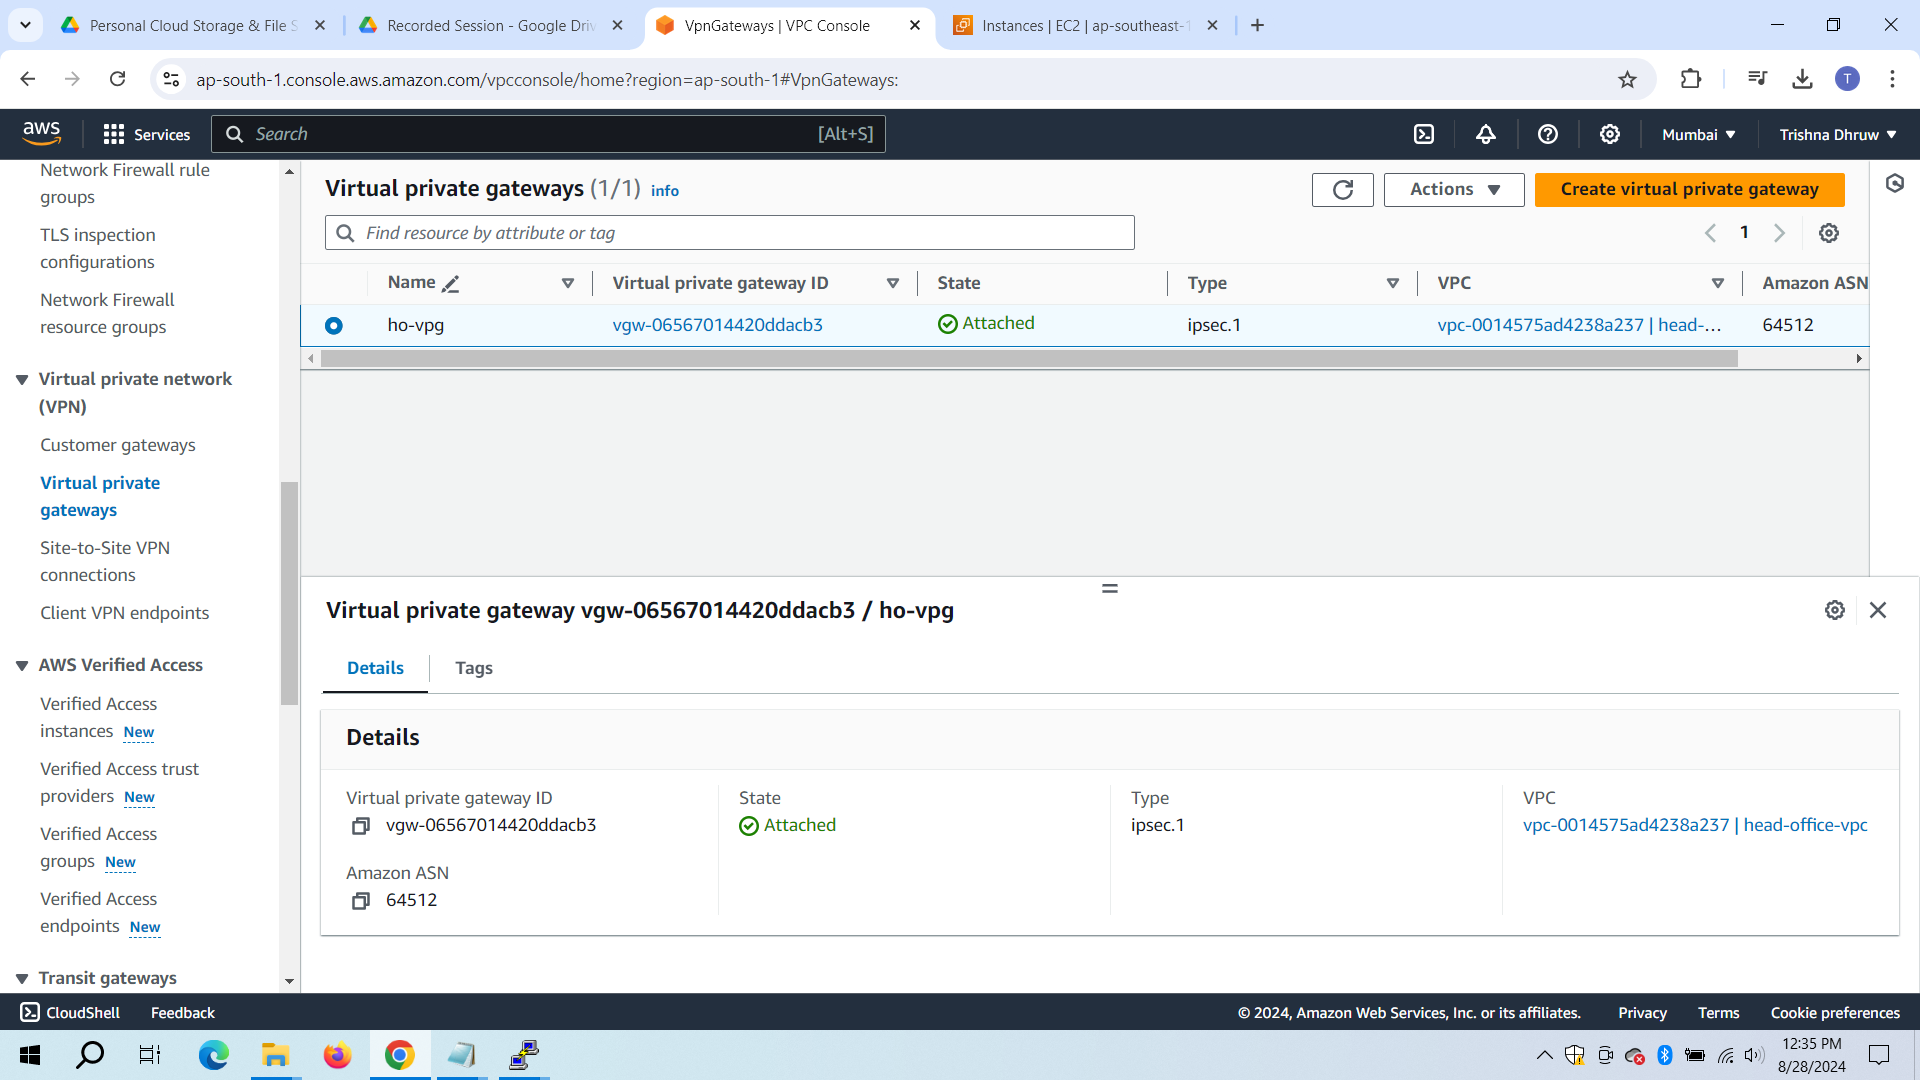 Personal Cloud Storage & File S
Recorded Session - Google Driv
VpnGateways | VPC Console
Instances | EC2 | ap-southeast-1
ap-south-1.console.aws.amazon.com/vpcconsole/home?region=ap-south-1#VpnGateways:
T
aws
Services
Search
[Alt+S]
Mumbai
Trishna Dhruw
Network Firewall rule
groups
TLS inspection
configurations
Network Firewall
resource groups
Virtual private network
(VPN)
Customer gateways
Virtual private
gateways
Site-to-Site VPN
connections
Client VPN endpoints
AWS Verified Access
Verified Access
instances New
Verified Access trust
providers New
Verified Access
groups New
Verified Access
endpoints New
Transit gateways
Virtual private gateways (1/1) info
Actions
Create virtual private gateway
Find resource by attribute or tag
1
Name
Virtual private gateway ID
State
Type
VPC
Amazon ASN
ho-vpg
vgw-06567014420ddacb3
Attached
ipsec.1
vpc-0014575ad4238a237 | head-...
64512
Virtual private gateway vgw-06567014420ddacb3 / ho-vpg
Details
Tags
Details
Virtual private gateway ID
vgw-06567014420ddacb3
State
Attached
Type
ipsec.1
VPC
vpc-0014575ad4238a237 | head-office-vpc
Amazon ASN
64512
CloudShell
Feedback
© 2024, Amazon Web Services, Inc. or its affiliates.
Privacy
Terms
Cookie preferences
12:35 PM
8/28/2024